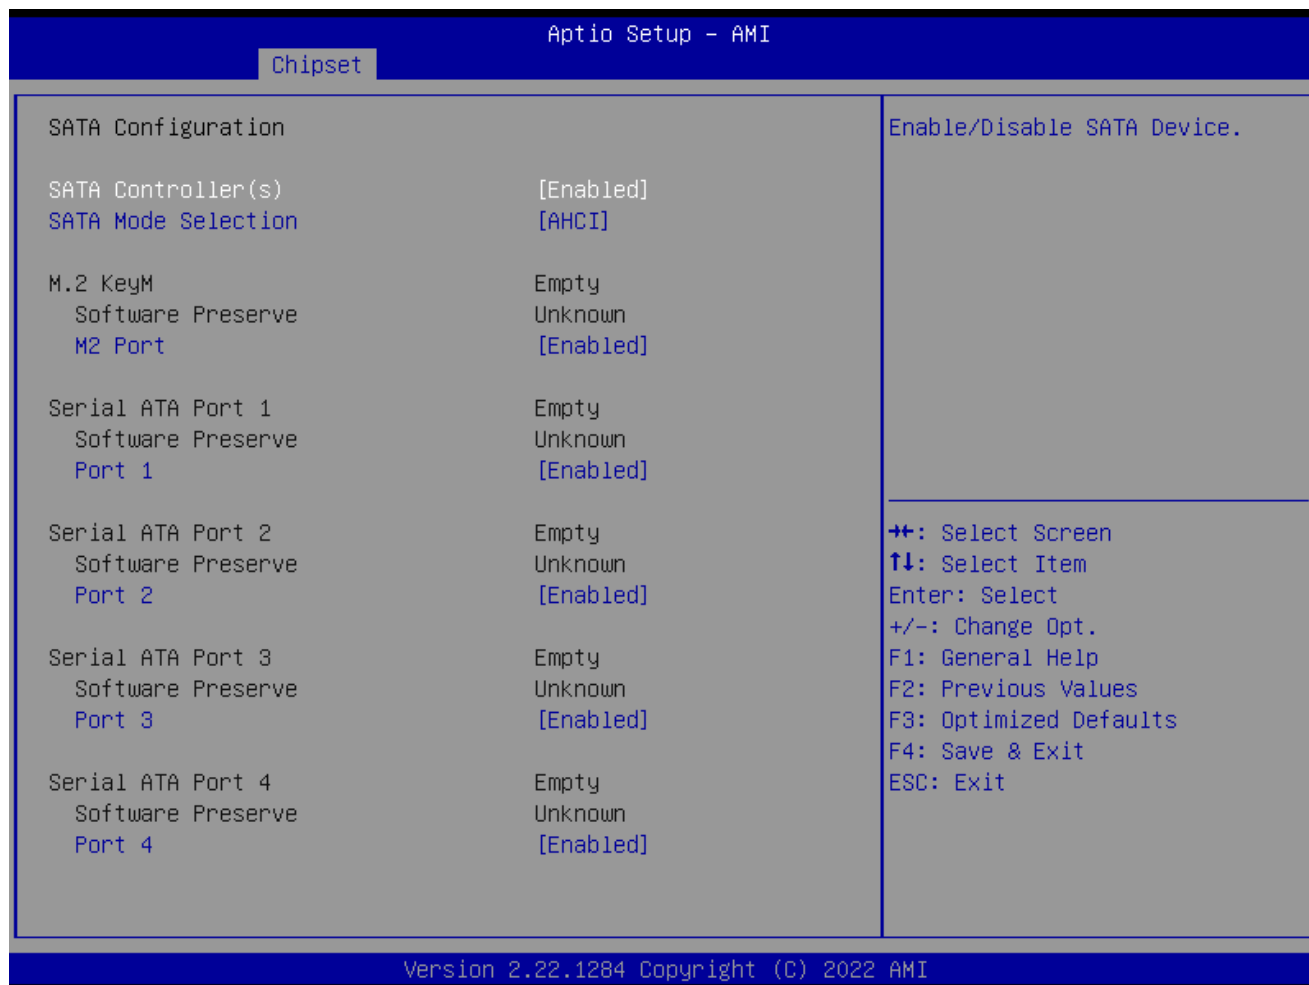 Aptio Setup – AMI
Chipset
SATA Configuration
SATA Controller(s) [Enabled]
SATA Mode Selection [AHCI]
M.2 KeyM Empty
Software Preserve Unknown
M2 Port [Enabled]
Serial ATA Port 1 Empty
Software Preserve Unknown
Port 1 [Enabled]
Serial ATA Port 2 Empty
Software Preserve Unknown
Port 2 [Enabled]
Serial ATA Port 3 Empty
Software Preserve Unknown
Port 3 [Enabled]
Serial ATA Port 4 Empty
Software Preserve Unknown
Port 4 [Enabled]
Enable/Disable SATA Device.
→←: Select Screen
↑↓: Select Item
Enter: Select
+/-: Change Opt.
F1: General Help
F2: Previous Values
F3: Optimized Defaults
F4: Save & Exit
ESC: Exit
Version 2.22.1284 Copyright (C) 2022 AMI